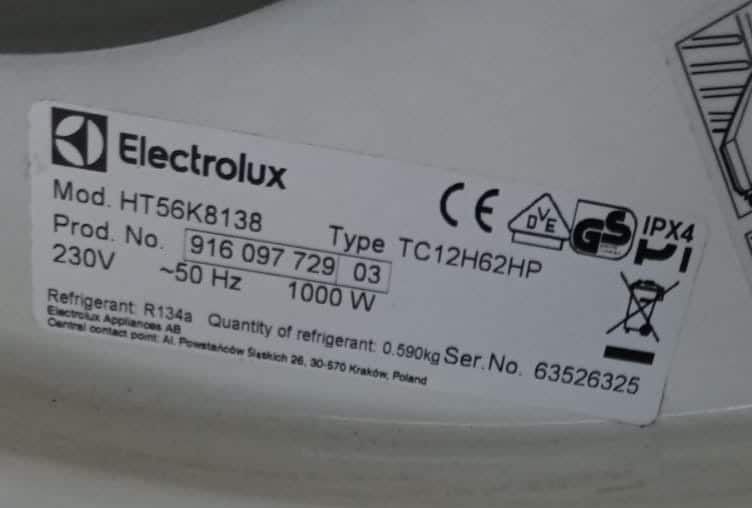 Electrolux
Mod. HT56K8138
Prod. No. 916 097 729 03 Type TC12H62HP
230V ~50 Hz 1000 W
Refrigerant: R134a Quantity of refrigerant: 0.590kg Ser.No. 63526325
Electrolux Appliances AB
Central contact point: Al. Powstańców Śląskich 26, 30-570 Kraków, Poland
CE DVE GS IPX4